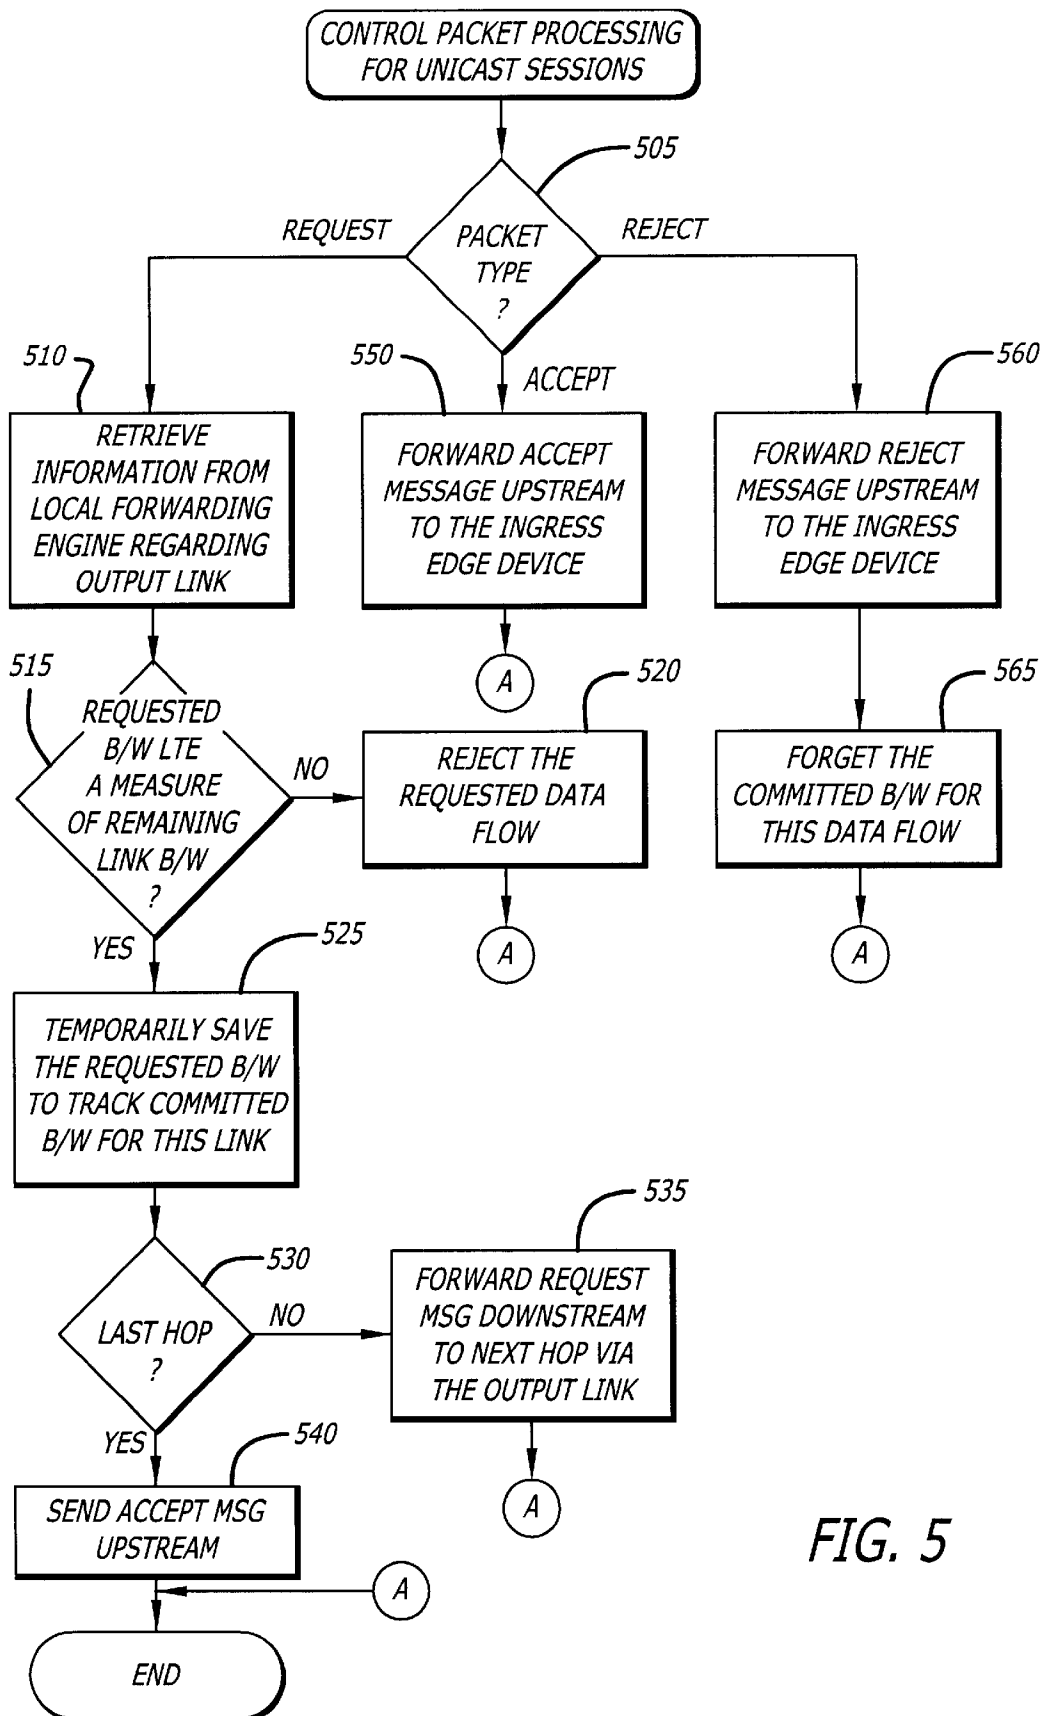 CONTROL PACKET PROCESSING
FOR UNICAST SESSIONS
505
REQUEST
PACKET
TYPE
?
REJECT
ACCEPT
510
RETRIEVE
INFORMATION FROM
LOCAL FORWARDING
ENGINE REGARDING
OUTPUT LINK
550
FORWARD ACCEPT
MESSAGE UPSTREAM
TO THE INGRESS
EDGE DEVICE
A
560
FORWARD REJECT
MESSAGE UPSTREAM
TO THE INGRESS
EDGE DEVICE
515
REQUESTED
B/W LTE
A MEASURE
OF REMAINING
LINK B/W
?
NO
520
REJECT THE
REQUESTED DATA
FLOW
A
565
FORGET THE
COMMITTED B/W FOR
THIS DATA FLOW
A
YES
525
TEMPORARILY SAVE
THE REQUESTED B/W
TO TRACK COMMITTED
B/W FOR THIS LINK
530
LAST HOP
?
NO
535
FORWARD REQUEST
MSG DOWNSTREAM
TO NEXT HOP VIA
THE OUTPUT LINK
A
YES
540
SEND ACCEPT MSG
UPSTREAM
A
END
FIG. 5